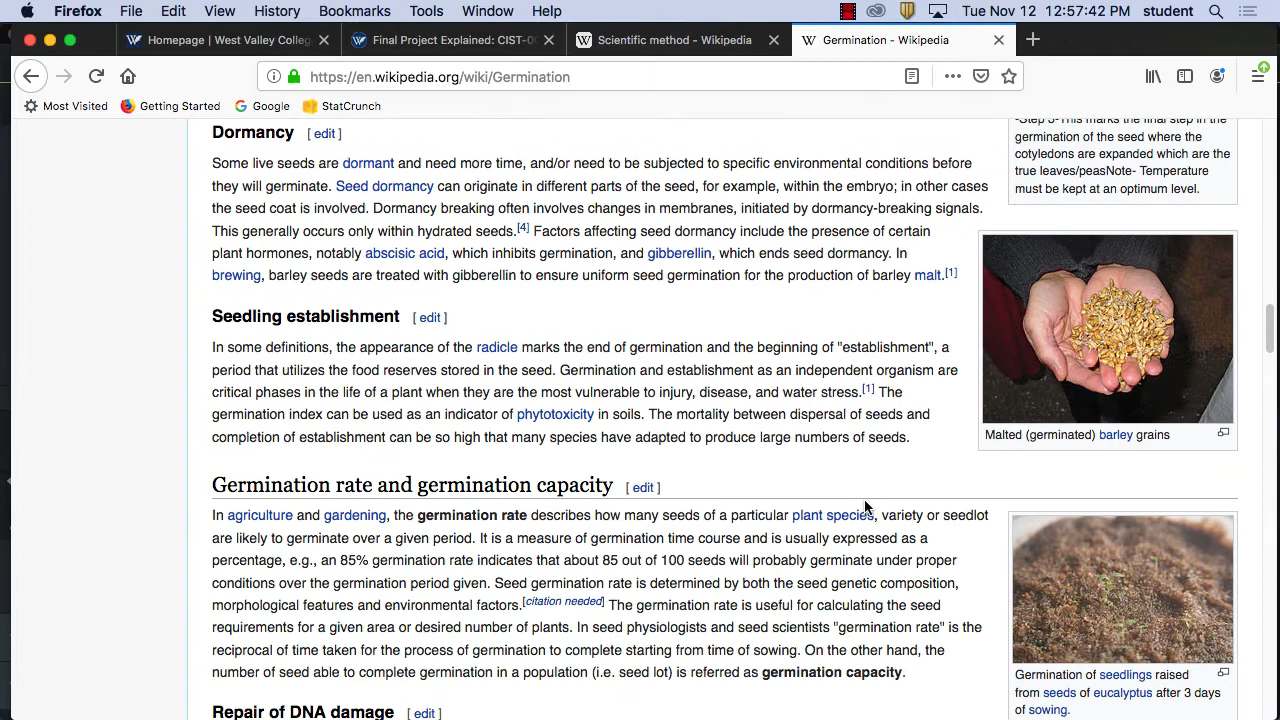 Firefox File Edit View History Bookmarks Tools Window Help Tue Nov 12 12:57:42 PM student
Homepage | West Valley Colleg
Final Project Explained: CIST-00
Scientific method - Wikipedia
Germination - Wikipedia
https://en.wikipedia.org/wiki/Germination
Most Visited Getting Started Google StatCrunch
Dormancy [ edit ]
Some live seeds are dormant and need more time, and/or need to be subjected to specific environmental conditions before
they will germinate. Seed dormancy can originate in different parts of the seed, for example, within the embryo; in other cases
the seed coat is involved. Dormancy breaking often involves changes in membranes, initiated by dormancy-breaking signals.
This generally occurs only within hydrated seeds.[4] Factors affecting seed dormancy include the presence of certain
plant hormones, notably abscisic acid, which inhibits germination, and gibberellin, which ends seed dormancy. In
brewing, barley seeds are treated with gibberellin to ensure uniform seed germination for the production of barley malt.[1]
Seedling establishment [ edit ]
In some definitions, the appearance of the radicle marks the end of germination and the beginning of "establishment", a
period that utilizes the food reserves stored in the seed. Germination and establishment as an independent organism are
critical phases in the life of a plant when they are the most vulnerable to injury, disease, and water stress.[1] The
germination index can be used as an indicator of phytotoxicity in soils. The mortality between dispersal of seeds and
completion of establishment can be so high that many species have adapted to produce large numbers of seeds.
Germination rate and germination capacity [ edit ]
In agriculture and gardening, the germination rate describes how many seeds of a particular plant species, variety or seedlot
are likely to germinate over a given period. It is a measure of germination time course and is usually expressed as a
percentage, e.g., an 85% germination rate indicates that about 85 out of 100 seeds will probably germinate under proper
conditions over the germination period given. Seed germination rate is determined by both the seed genetic composition,
morphological features and environmental factors.[citation needed] The germination rate is useful for calculating the seed
requirements for a given area or desired number of plants. In seed physiologists and seed scientists "germination rate" is the
reciprocal of time taken for the process of germination to complete starting from time of sowing. On the other hand, the
number of seed able to complete germination in a population (i.e. seed lot) is referred as germination capacity.
Repair of DNA damage [ edit ]
-Step 3-This marks the final step in the
germination of the seed where the
cotyledons are expanded which are the
true leaves/peasNote- Temperature
must be kept at an optimum level.
Malted (germinated) barley grains
Germination of seedlings raised
from seeds of eucalyptus after 3 days
of sowing.